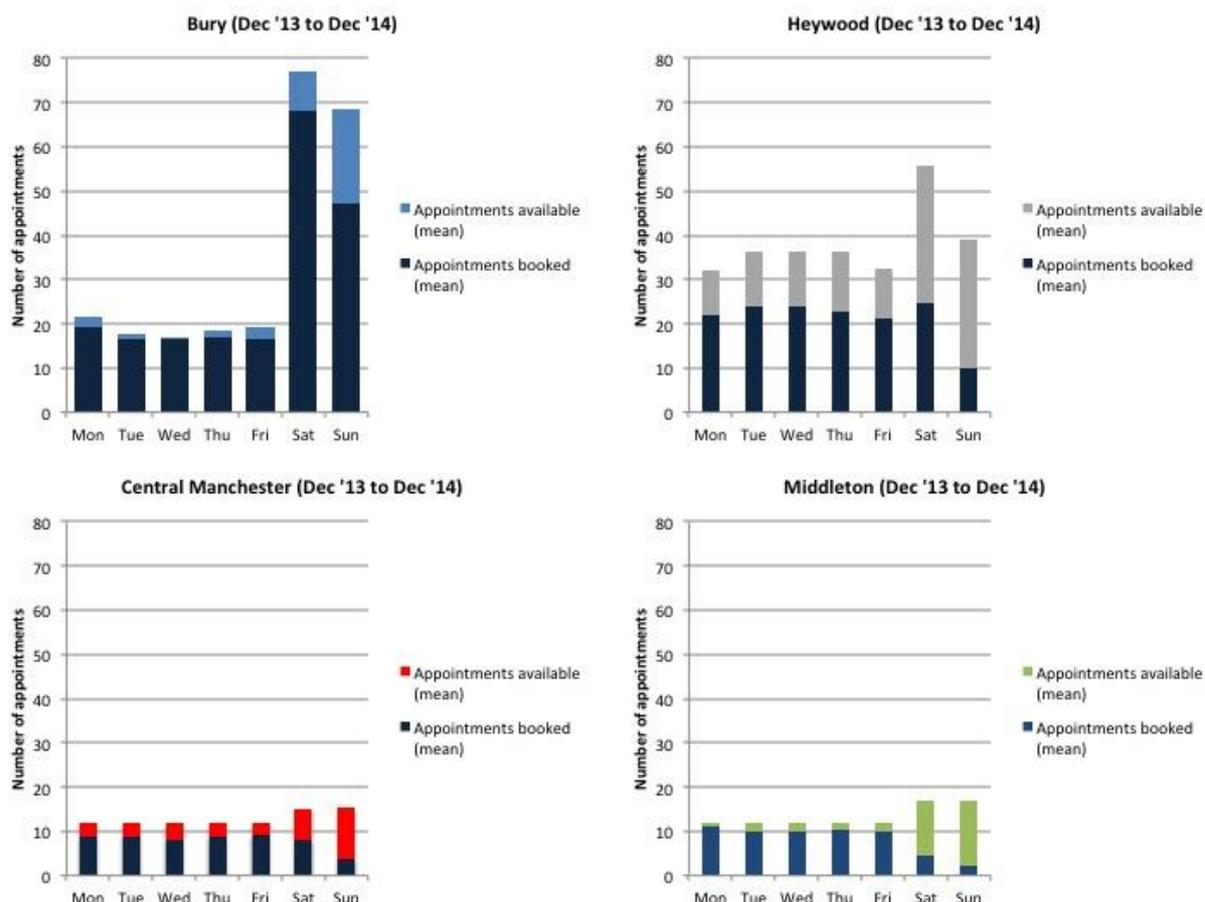 Bury (Dec '13 to Dec '14)
Number of appointments
80
70
60
50
40
30
20
10
0
Mon Tue Wed Thu Fri Sat Sun
Appointments available
(mean)
Appointments booked
(mean)
Heywood (Dec '13 to Dec '14)
Number of appointments
80
70
60
50
40
30
20
10
0
Mon Tue Wed Thu Fri Sat Sun
Appointments available
(mean)
Appointments booked
(mean)
Central Manchester (Dec '13 to Dec '14)
Number of appointments
80
70
60
50
40
30
20
10
0
Mon Tue Wed Thu Fri Sat Sun
Appointments available
(mean)
Appointments booked
(mean)
Middleton (Dec '13 to Dec '14)
Number of appointments
80
70
60
50
40
30
20
10
0
Mon Tue Wed Thu Fri Sat Sun
Appointments available
(mean)
Appointments booked
(mean)